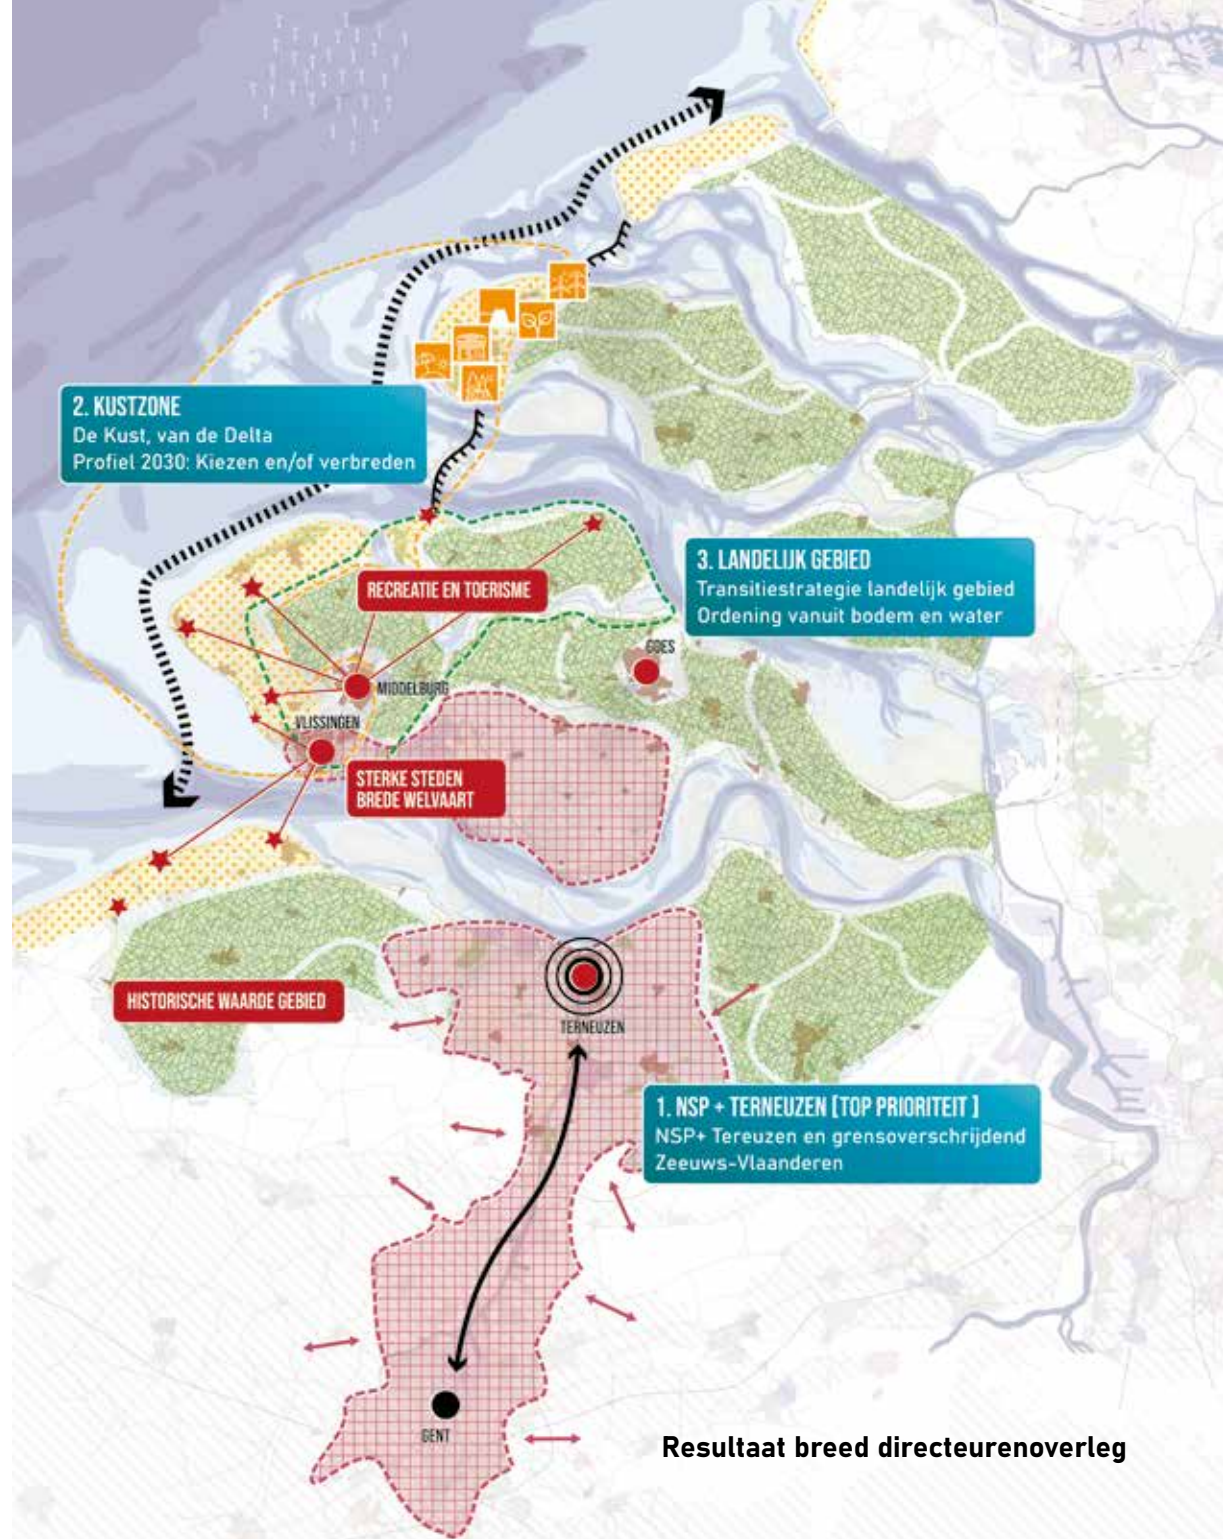 2. KUSTZONE
De Kust, van de Delta
Profiel 2030: Kiezen en/of verbreden
3. LANDELIJK GEBIED
Transitiestrategie landelijk gebied
Ordening vanuit bodem en water
RECREATIE EN TOERISME
GOES
MIDDELBURG
VLISSINGEN
STERKE STEDEN
BREDE WELVAART
HISTORISCHE WAARDE GEBIED
TERNEUZEN
1. NSP + TERNEUZEN [TOP PRIORITEIT ]
NSP+ Tereuzen en grensoverschrijdend
Zeeuws-Vlaanderen
GENT
Resultaat breed directeurenoverleg